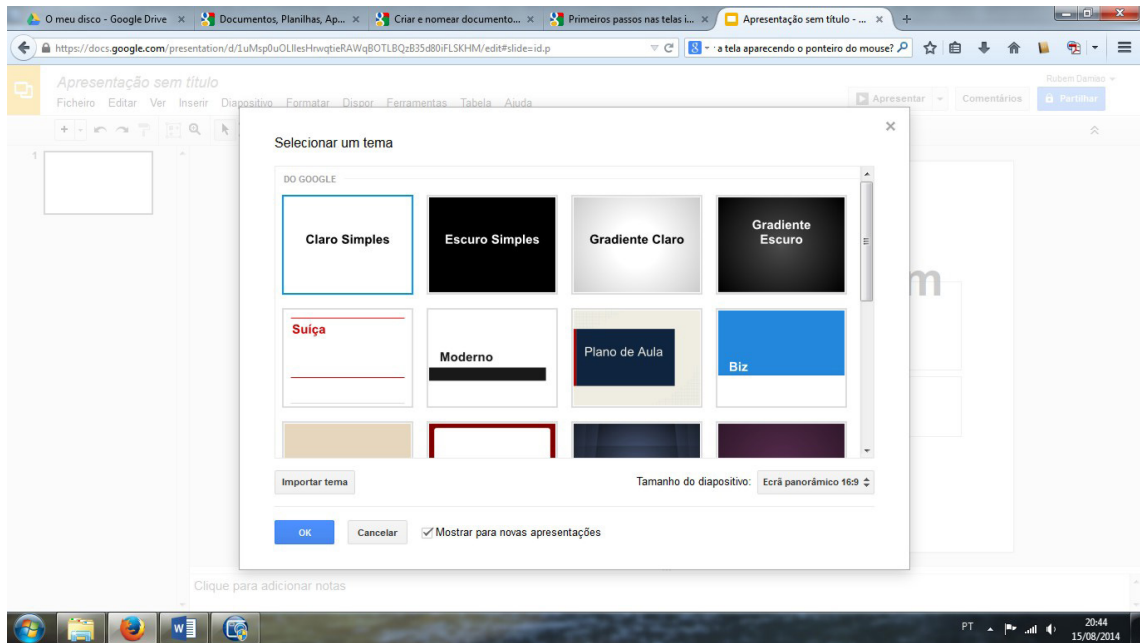 O meu disco - Google Drive
Documentos, Planilhas, Ap...
Criar e nomear documento...
Primeiros passos nas telas i...
Apresentação sem título - ...
https://docs.google.com/presentation/d/1uMsp0uOLIlesHrwqtieRAWqBOTLBQzB35d80iFLSKHM/edit#slide=id.p
a tela aparecendo o ponteiro do mouse?
Apresentação sem título
Rubem Damião
Ficheiro Editar Ver Inserir Diapositivo Formatar Dispor Ferramentas Tabela Ajuda
Apresentar
Comentários
Partilhar
1
Selecionar um tema
DO GOOGLE
Claro Simples
Escuro Simples
Gradiente Claro
Gradiente
Escuro
m
Suíça
Moderno
Plano de Aula
Biz
Importar tema
Tamanho do diapositivo: Ecrã panorâmico 16:9
OK
Cancelar
Mostrar para novas apresentações
Clique para adicionar notas
PT
20:44
15/08/2014